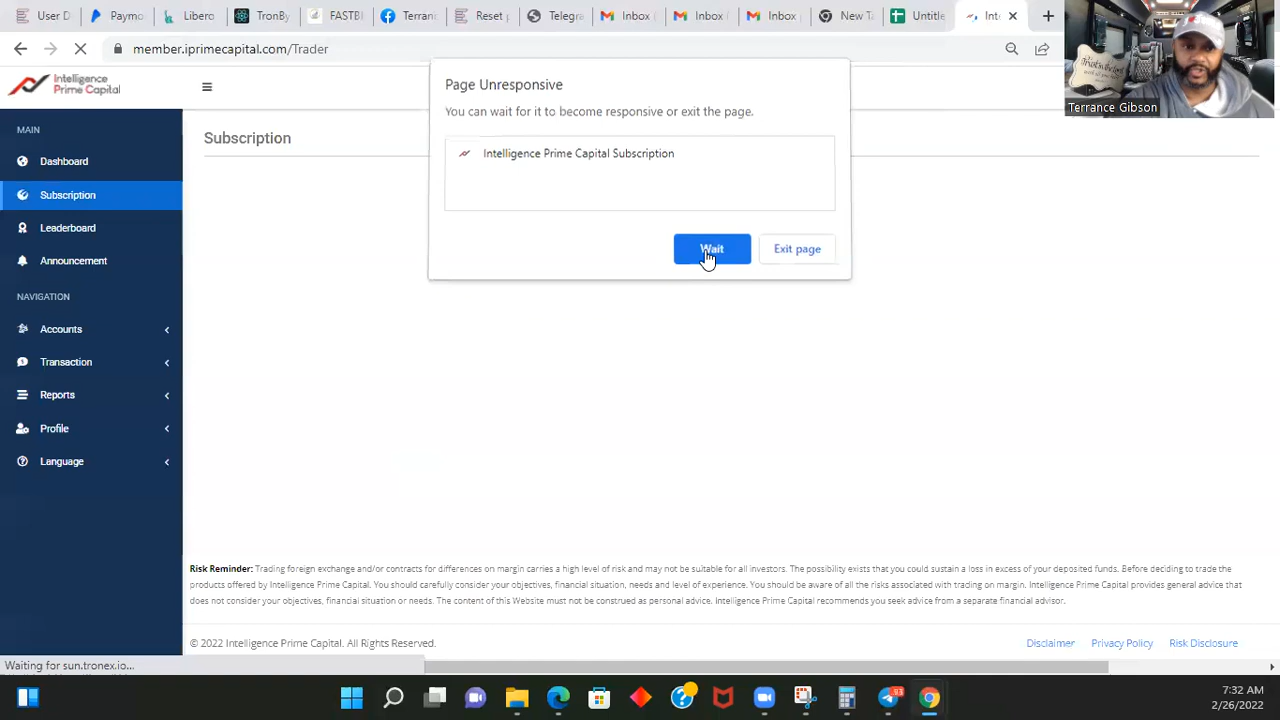 Paymo
Libero
TronBy
USER D
FASTBI
Terran
Reset
Telegra
Inbox
Inbox
Inbox
New Ta
Untitle
Inte
member.iprimecapital.com/Trader
Intelligence
Prime Capital
MAIN
Dashboard
Subscription
Leaderboard
Announcement
NAVIGATION
Accounts
Transaction
Reports
Profile
Language
Subscription
Page Unresponsive
You can wait for it to become responsive or exit the page.
Intelligence Prime Capital Subscription
Wait
Exit page
Terrance Gibson
Risk Reminder: Trading foreign exchange and/or contracts for differences on margin carries a high level of risk and may not be suitable for all investors. The possibility exists that you could sustain a loss in excess of your deposited funds. Before deciding to trade the
products offered by Intelligence Prime Capital. You should carefully consider your objectives, financial situation, needs and level of experience. You should be aware of all the risks associated with trading on margin. Intelligence Prime Capital provides general advice that
does not consider your objectives, financial situation or needs. The content of this Website must not be construed as personal advice. Intelligence Prime Capital recommends you seek advice from a separate financial advisor.
© 2022 Intelligence Prime Capital. All Rights Reserved.
Disclaimer
Privacy Policy
Risk Disclosure
Waiting for sun.tronex.io...
7:32 AM
2/26/2022